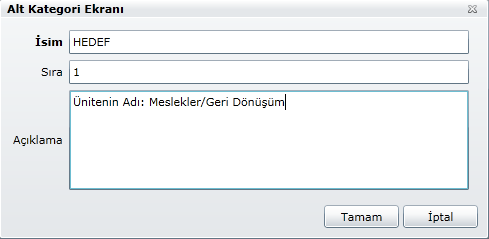 Alt Kategori Ekranı
İsim HEDEF
Sıra 1
Açıklama Ünitenin Adı: Meslekler/Geri Dönüşüm
Tamam İptal